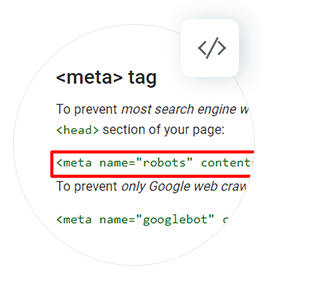 </>
<meta> tag
To prevent most search engine w
<head> section of your page:
<meta name="robots" content
To prevent only Google web craw
<meta name="googlebot" c